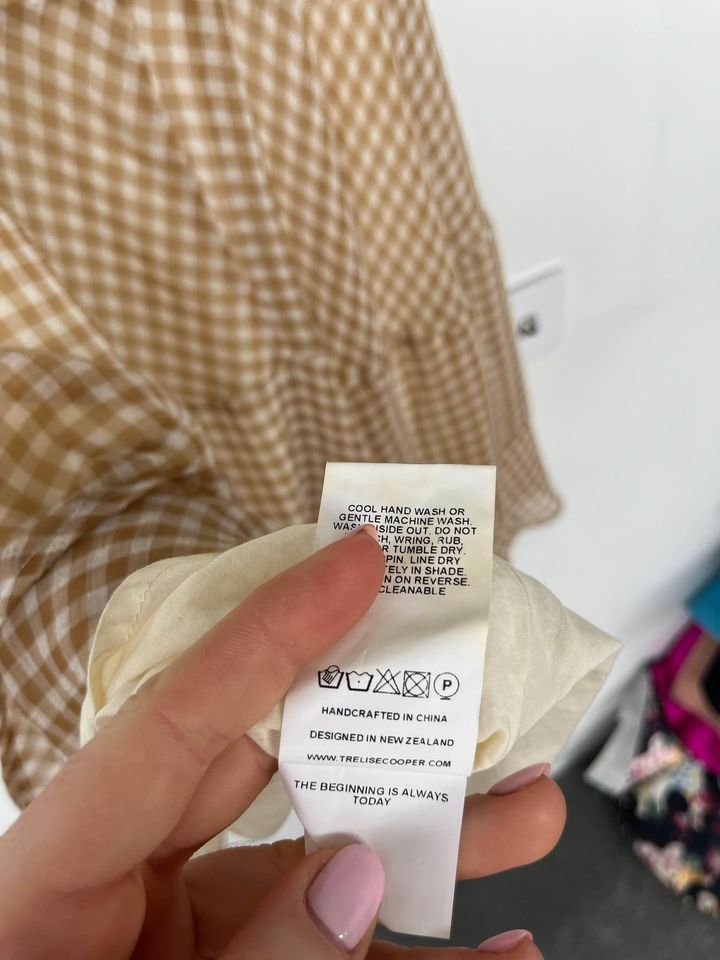 COOL HAND WASH OR
GENTLE MACHINE WASH.
WASH INSIDE OUT. DO NOT
WRING, RUB,
OR TUMBLE DRY.
LINE DRY
IN SHADE.
ON REVERSE.
CLEANABLE
P
HANDCRAFTED IN CHINA
DESIGNED IN NEW ZEALAND
WWW.TRELISECOOPER.COM
THE BEGINNING IS ALWAYS
TODAY